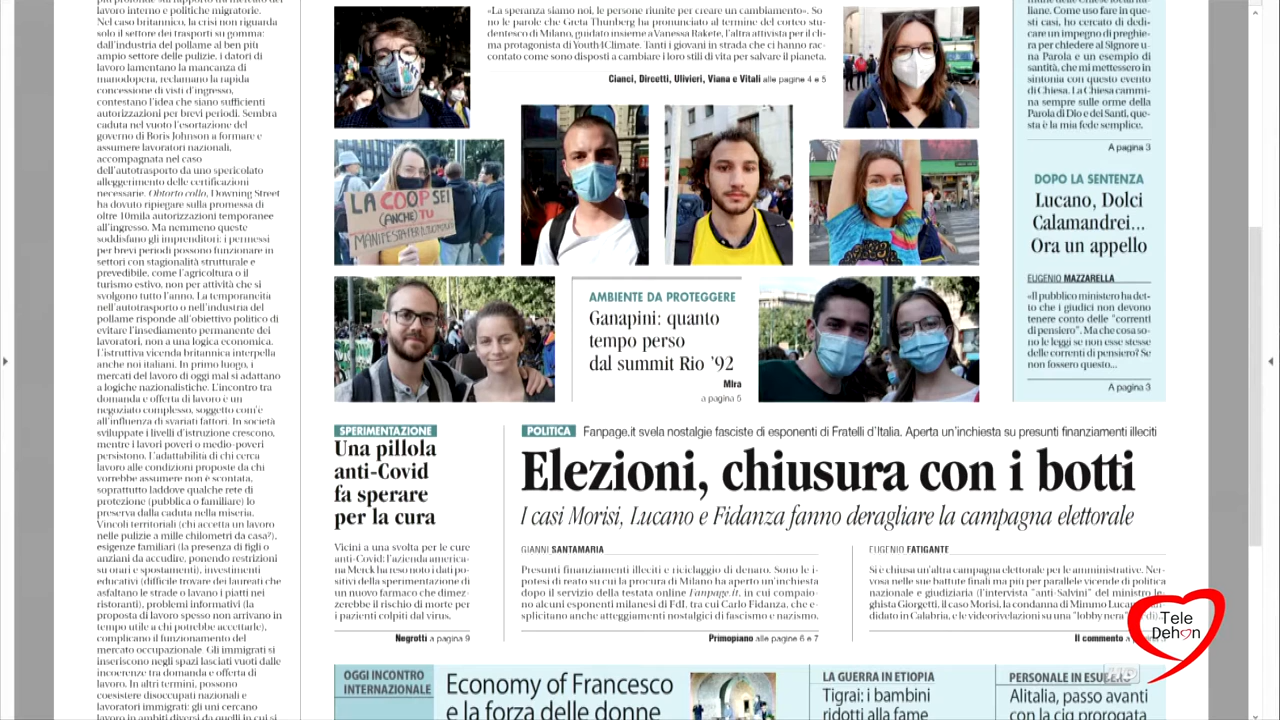 lavoro interno e politiche migratorie.
Nel caso britannico, la crisi non riguarda
solo il settore dei trasporti su gomma:
dall'industria del pollame al ben più
ampio settore delle pulizie, i datori di
lavoro lamentano la mancanza di
manodopera, reclamano la rapida
concessione di visti d'ingresso,
contestano l'idea che siano sufficienti
autorizzazioni per brevi periodi. Sembra
caduta nel vuoto l'esortazione del
governo di Boris Johnson a formare e
assumere lavoratori nazionali,
accompagnata nel caso
dell'autotrasporto da uno spericolato
alleggerimento delle certificazioni
necessarie. Obtorto collo, Downing Street
ha dovuto ripiegare sulla promessa di
oltre 10mila autorizzazioni temporanee
all'ingresso. Ma nemmeno queste
soddisfano gli imprenditori: i permessi
per brevi periodi possono funzionare in
settori con stagionalità strutturale e
prevedibile, come l'agricoltura o il
turismo estivo, non per attività che si
svolgono tutto l'anno. La temporaneità
nell'autotrasporto o nell'industria del
pollame risponde all'obiettivo politico di
evitare l'insediamento permanente dei
lavoratori, non a una logica economica.
L'istruttiva vicenda britannica interpella
anche noi italiani. In primo luogo, i
mercati del lavoro di oggi mal si adattano
a logiche nazionalistiche. L'incontro tra
domanda e offerta di lavoro è un
negoziato complesso, soggetto com'è
all'influenza di svariati fattori. In società
sviluppate i livelli d'istruzione crescono,
mentre i lavori poveri o medio-poveri
persistono. L'adattabilità di chi cerca
lavoro alle condizioni proposte da chi
vorrebbe assumere non è scontata,
soprattutto laddove qualche rete di
protezione (pubblica o familiare) lo
preserva dalla caduta nella miseria.
Vincoli territoriali (chi accetta un lavoro
nelle pulizie a mille chilometri da casa?),
esigenze familiari (la presenza di figli o
anziani da accudire, ponendo restrizioni
su orari e spostamenti), investimenti
educativi (difficile trovare dei laureati che
asfaltano le strade o lavano i piatti nei
ristoranti), problemi informativi (la
proposta di lavoro spesso non arrivano in
tempo utile a chi potrebbe accettarle),
complicano il funzionamento del
mercato occupazionale. Gli immigrati si
inseriscono negli spazi lasciati vuoti dalle
incoerenze tra domanda e offerta di
lavoro. In altri termini, possono
coesistere disoccupati nazionali e
lavoratori immigrati: gli uni cercano
«La speranza siamo noi, le persone riunite per creare un cambiamento». So-
no le parole che Greta Thunberg ha pronunciato al termine del corteo stu-
dentesco di Milano, guidato insieme a Vanessa Rakete, l'altra attivista per il cli-
ma protagonista di Youth4Climate. Tanti i giovani in strada che ci hanno rac-
contato come sono disposti a cambiare i loro stili di vita per salvare il pianeta.
Cianci, Dircetti, Ulivieri, Viana e Vitali alle pagine 4 e 5
LA COOP SEI
(ANCHE) TU
AMBIENTE DA PROTEGGERE
Ganapini: quanto
tempo perso
dal summit Rio '92
Mira
a pagina 5
liane. Come uso fare in que-
sti casi, ho cercato di dedi-
care un impegno di preghie-
ra per chiedere al Signore u-
na Parola e un esempio di
santità, che mi mettessero in
sintonia con questo evento
di Chiesa. La Chiesa cammi-
na sempre sulle orme della
Parola di Dio e dei Santi, que-
sta è la mia fede semplice.
A pagina 3
DOPO LA SENTENZA
Lucano, Dolci
Calamandrei...
Ora un appello
EUGENIO MAZZARELLA
«Il pubblico ministero ha det-
to che i giudici non devono
tenere conto delle "correnti
di pensiero". Ma che cosa so-
no le leggi se non esse stesse
delle correnti di pensiero? Se
non fossero questo...
A pagina 3
SPERIMENTAZIONE
Una pillola
anti-Covid
fa sperare
per la cura
Vicini a una svolta per le cure
anti-Covid: l'azienda america-
na Merck ha reso noto i dati po-
sitivi della sperimentazione di
un nuovo farmaco che dimez-
zerebbe il rischio di morte per
i pazienti colpiti dal virus.
Negrotti a pagina 9
POLITICA Fanpage.it svela nostalgie fasciste di esponenti di Fratelli d'Italia. Aperta un'inchiesta su presunti finanziamenti illeciti
Elezioni, chiusura con i botti
I casi Morisi, Lucano e Fidanza fanno deragliare la campagna elettorale
GIANNI SANTAMARIA
Presunti finanziamenti illeciti e riciclaggio di denaro. Sono le i-
potesi di reato su cui la procura di Milano ha aperto un'inchiesta
dopo il servizio della testata online Fanpage.it, in cui compaio-
no alcuni esponenti milanesi di FdI, tra cui Carlo Fidanza, che e-
splicitano anche atteggiamenti nostalgici di fascismo e nazismo.
Primopiano alle pagine 6 e 7
EUGENIO FATIGANTE
Si è chiusa un'altra campagna elettorale per le amministrative. Ner-
vosa nelle sue battute finali ma più per parallele vicende di politica
nazionale e giudiziaria (l'intervista "anti-Salvini" del ministro le-
ghista Giorgetti, il caso Morisi, la condanna di Mimmo Lucano
didato in Calabria, e le videorivelazioni su una "lobby nera"
Il commento a
Tele
Dehon
HD
OGGI INCONTRO
INTERNAZIONALE
Economy of Francesco
e la forza delle donne
LA GUERRA IN ETIOPIA
Tigrai: i bambini
ridotti alla fame
PERSONALE IN
Alitalia, passo avanti
con la cig prorogata